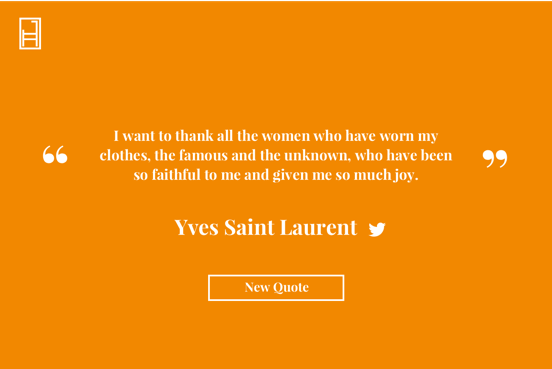 I want to thank all the women who have worn my
clothes, the famous and the unknown, who have been
so faithful to me and given me so much joy.
Yves Saint Laurent
New Quote